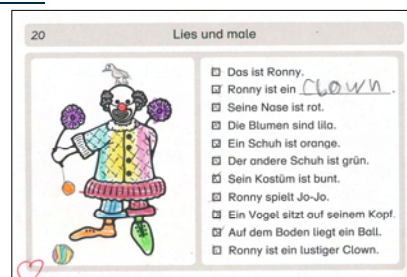 20
Lies und male
Das ist Ronny.
Ronny ist ein Clown.
Seine Nase ist rot.
Die Blumen sind lila.
Ein Schuh ist orange.
Der andere Schuh ist grün.
Sein Kostüm ist bunt.
Ronny spielt Jo-Jo.
Ein Vogel sitzt auf seinem Kopf.
Auf dem Boden liegt ein Ball.
Ronny ist ein lustiger Clown.